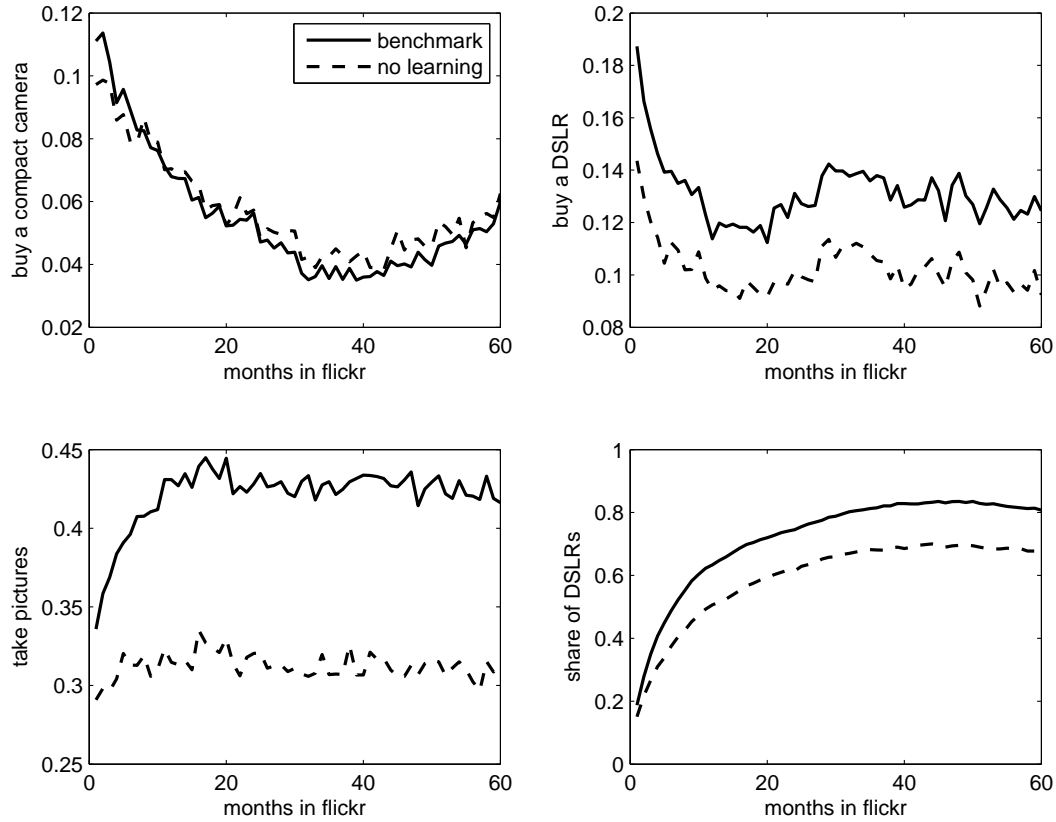 0.12
0.1
0.08
0.06
0.04
0.02
buy a compact camera
0 20 40 60
months in flickr
benchmark
no learning
0.2
0.18
0.16
0.14
0.12
0.1
0.08
buy a DSLR
0 20 40 60
months in flickr
0.45
0.4
0.35
0.3
0.25
take pictures
0 20 40 60
months in flickr
1
0.8
0.6
0.4
0.2
0
share of DSLRs
0 20 40 60
months in flickr